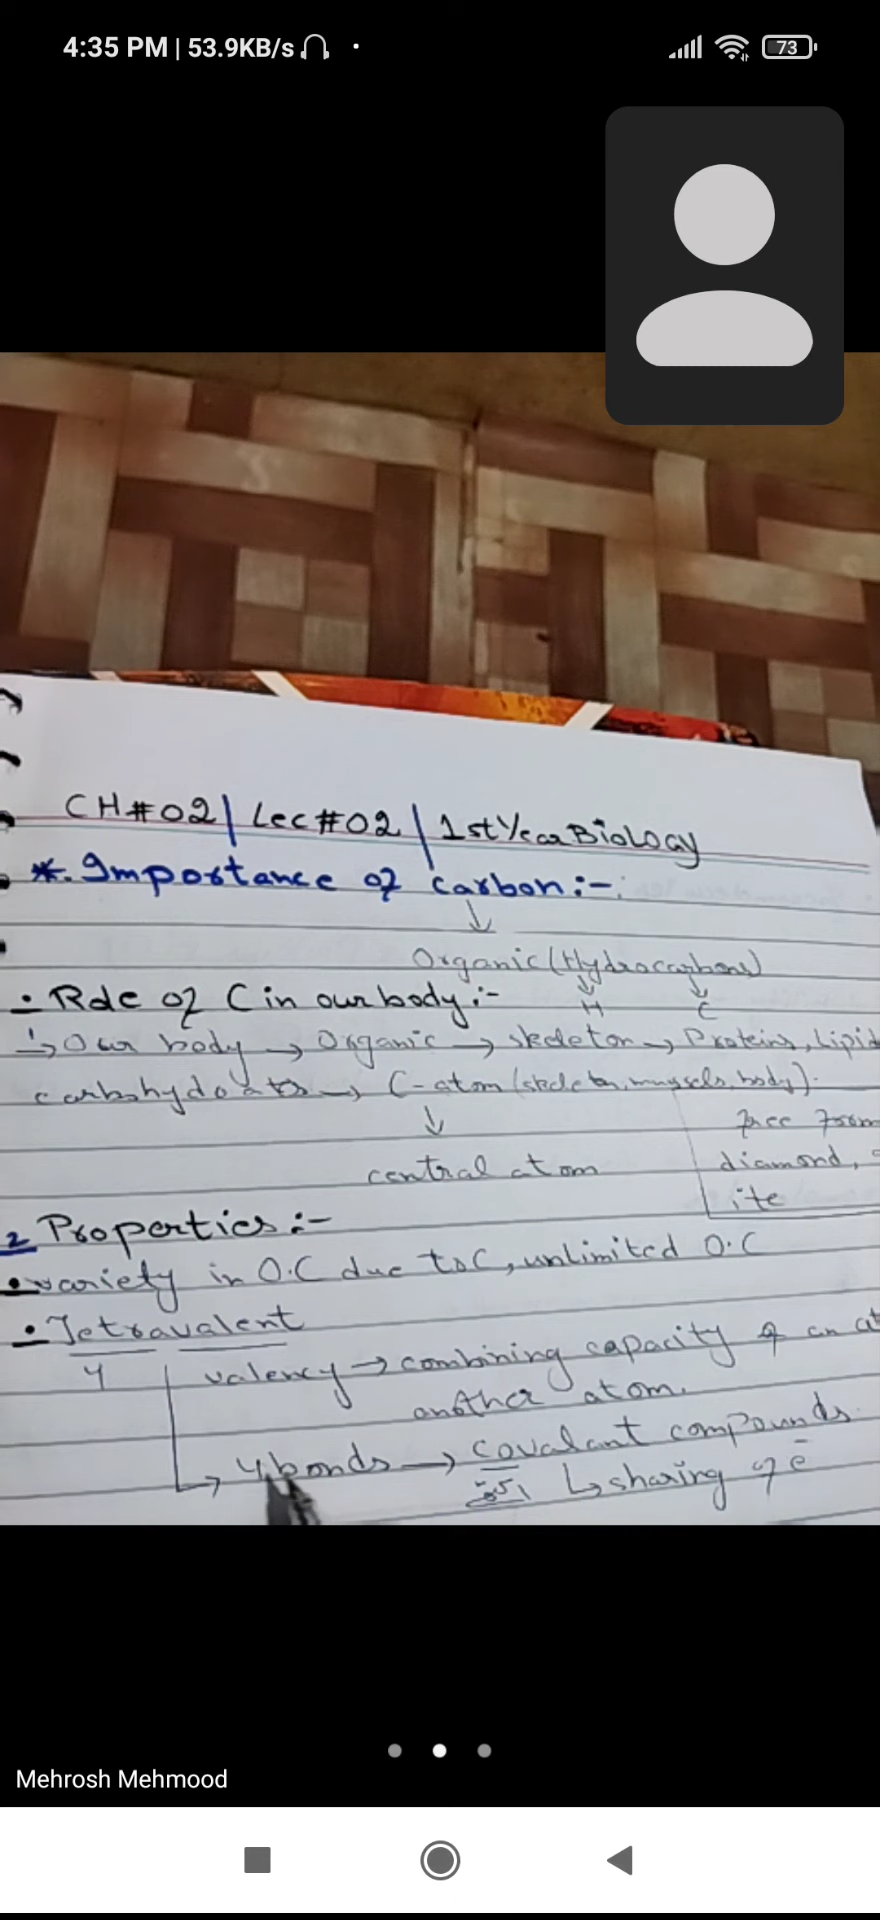 4:35 PM | 53.9KB/s
73
CH#02 | Lec#02 | 1st Year Biology
*. Importance of carbon:-
↓
Organic (Hydrocarbons)
H C
• Role of C in our body:-
↳ Our body → Organic → skeleton → Proteins, Lipid
carbohydrates → C-atom (skeleton, body).
↓
free from
central atom
diamond,
ite
2 Properties:-
• variety in O.C due to C, unlimited O.C
• Tetravalent
4
valency → combining capacity of an at
another atom.
↳ 4 bonds → covalent compounds
↳ sharing of ē
Mehrosh Mehmood